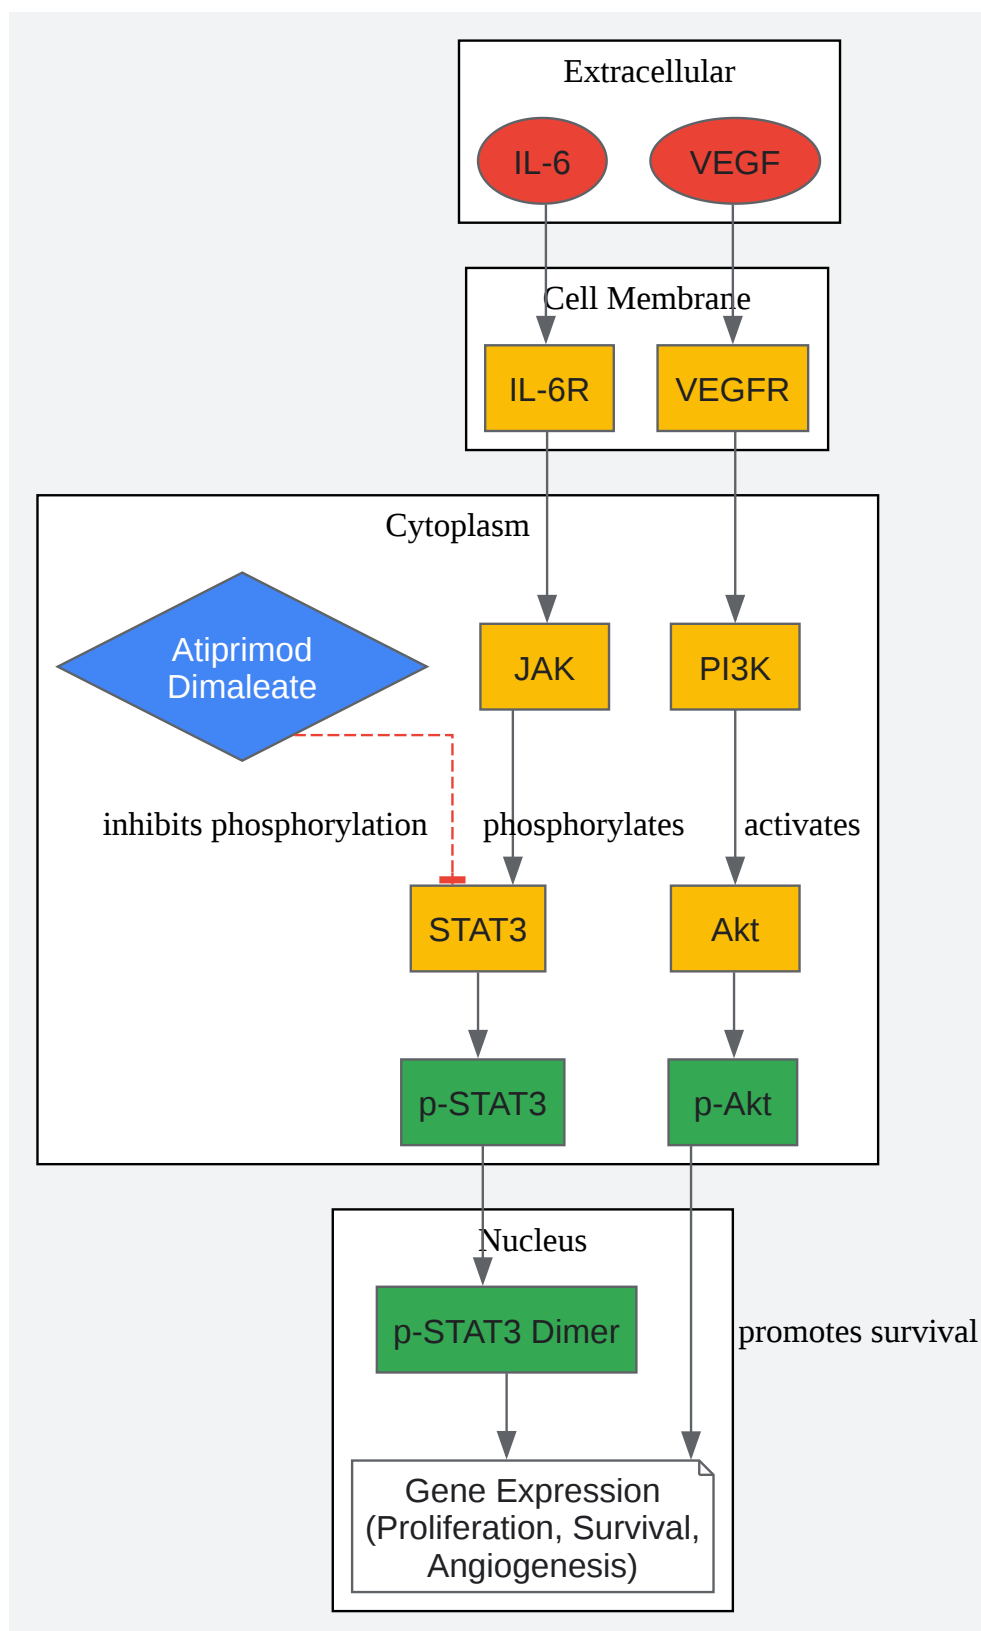 Extracellular
IL-6
VEGF
Cell Membrane
IL-6R
VEGFR
Cytoplasm
Atiprimod
Dimaleate
JAK
PI3K
inhibits phosphorylation
phosphorylates
activates
STAT3
Akt
p-STAT3
p-Akt
Nucleus
p-STAT3 Dimer
promotes survival
Gene Expression
(Proliferation, Survival,
Angiogenesis)